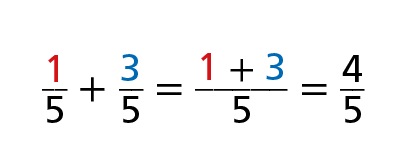 1/5 + 3/5 = (1 + 3)/5 = 4/5